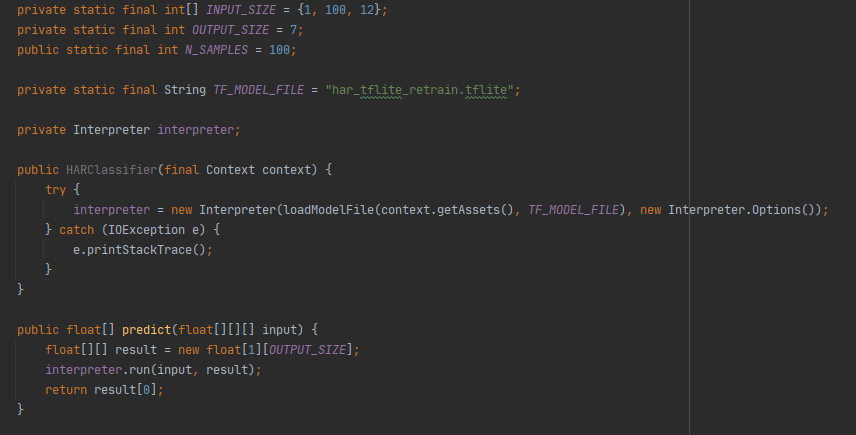 private static final int[] INPUT_SIZE = {1, 100, 12};
private static final int OUTPUT_SIZE = 7;
public static final int N_SAMPLES = 100;
private static final String TF_MODEL_FILE = "har_tflite_retrain.tflite";
private Interpreter interpreter;
public HARClassifier(final Context context) {
try {
interpreter = new Interpreter(loadModelFile(context.getAssets(), TF_MODEL_FILE), new Interpreter.Options());
} catch (IOException e) {
e.printStackTrace();
}
}
public float[] predict(float[][][] input) {
float[][] result = new float[1][OUTPUT_SIZE];
interpreter.run(input, result);
return result[0];
}